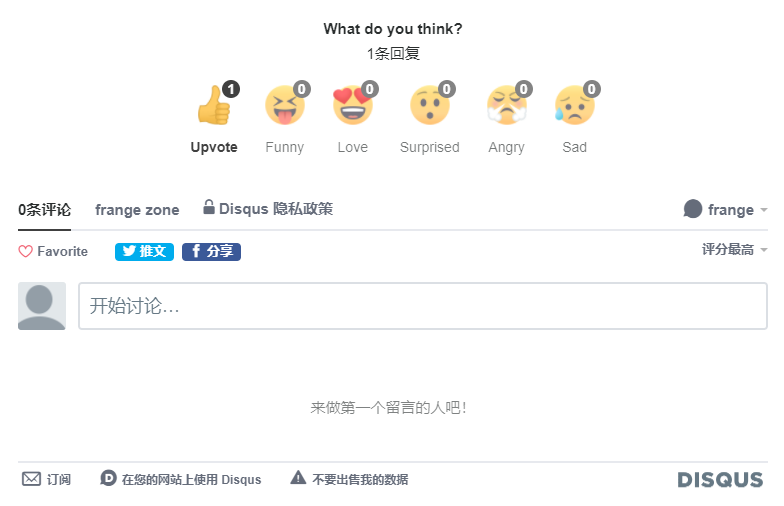 What do you think?
1条回复
1 0 0 0 0 0
Upvote Funny Love Surprised Angry Sad
0条评论 frange zone Disqus 隐私政策 frange
Favorite 推文 分享 评分最高
开始讨论…
来做第一个留言的人吧！
订阅 D 在您的网站上使用 Disqus 不要出售我的数据 DISQUS